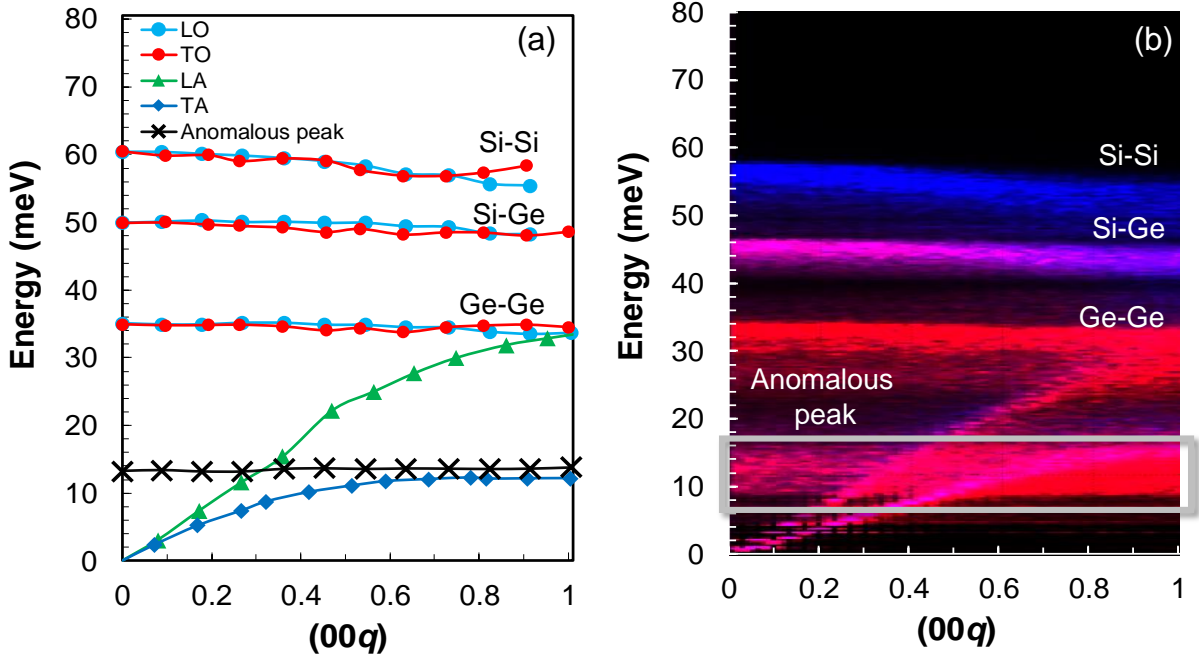 (a)
LO
TO
LA
TA
Anomalous peak
Si-Si
Si-Ge
Ge-Ge
80
70
60
50
40
30
20
10
0
Energy (meV)
0
0.2
0.4
0.6
0.8
1
(00q)
(b)
Si-Si
Si-Ge
Ge-Ge
Anomalous
peak
80
70
60
50
40
30
20
10
0
Energy (meV)
0
0.2
0.4
0.6
0.8
1
(00q)